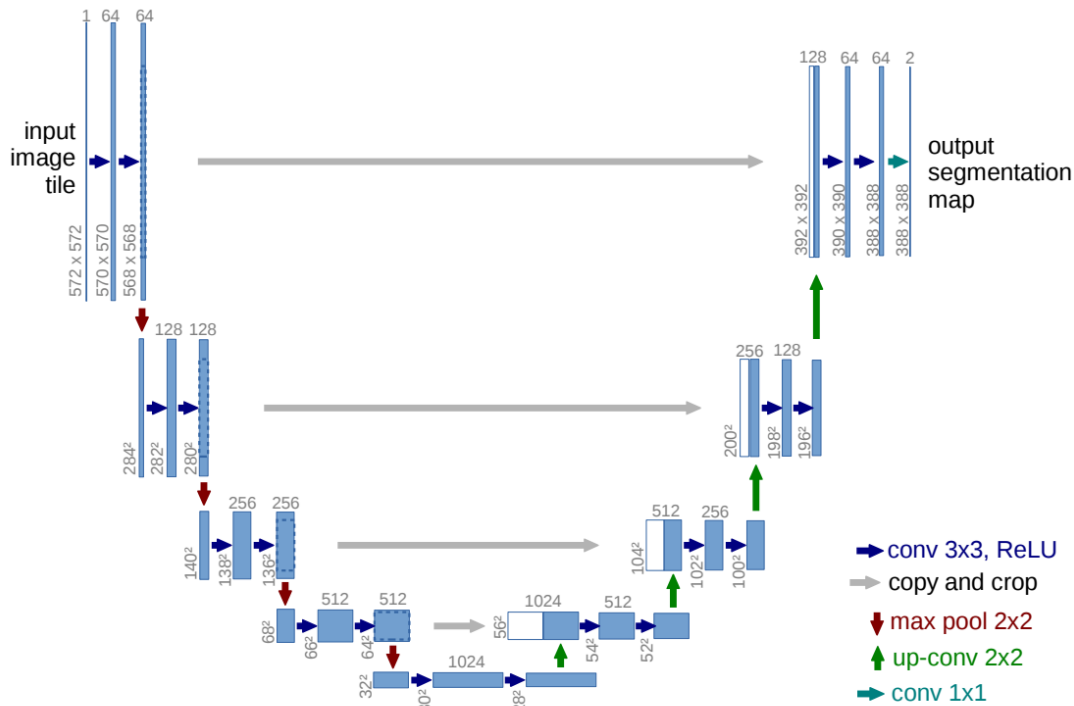 1
64
64
input
image
tile
572 x 572
570 x 570
568 x 568
128
64
64
2
output
segmentation
map
392 x 392
390 x 390
388 x 388
388 x 388
128
128
284²
282²
280²
256
128
200²
198²
196²
256
256
140²
138²
136²
512
256
104²
102²
100²
512
512
68²
66²
64²
1024
512
56²
54²
52²
1024
32²
conv 3x3, ReLU
copy and crop
max pool 2x2
up-conv 2x2
conv 1x1